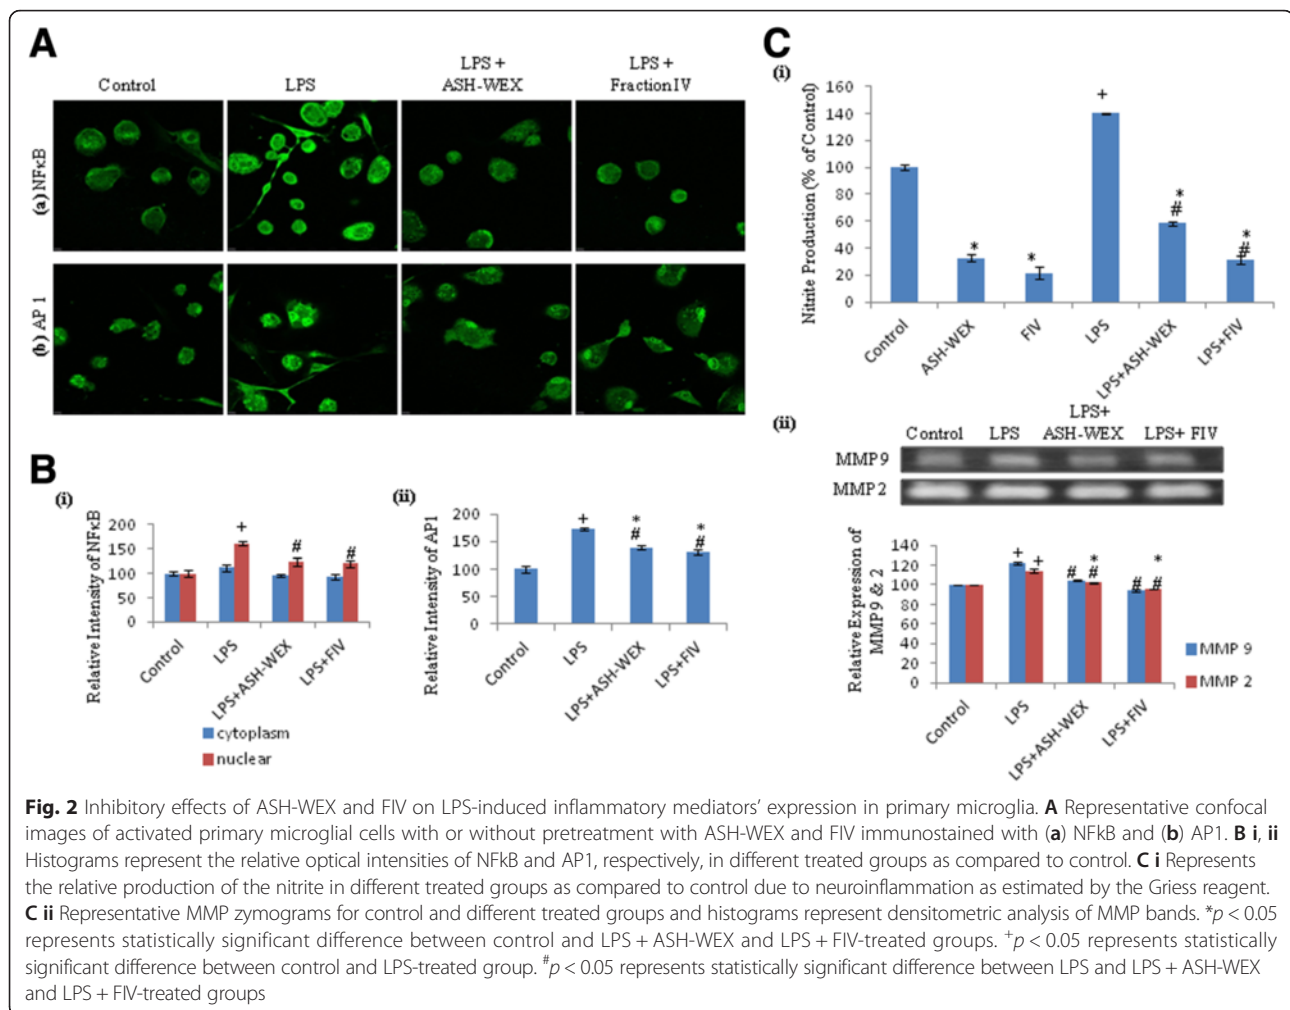 A
Control
LPS
LPS +
ASH-WEX
LPS +
Fraction IV
(a) NFκB
(b) AP 1
B
(i)
Relative Intensity of NFκB
200
150
100
50
0
+
#
#
Control
LPS
LPS+ASH-WEX
LPS+FIV
cytoplasm
nuclear
(ii)
Relative Intensity of AP1
200
150
100
50
0
+
*
#
*
#
Control
LPS
LPS+ASH-WEX
LPS+FIV
C
(i)
Nitrite Production (% of Control)
160
140
120
100
80
60
40
20
0
*
*
+
*
#
*
#
Control
ASH-WEX
FIV
LPS
LPS+ASH-WEX
LPS+FIV
(ii)
Control
LPS
LPS+
ASH-WEX
LPS+ FIV
MMP9
MMP2
Relative Expression of
MMP9 & 2
140
120
100
80
60
40
20
0
+
+
#
*
#
#
*
#
Control
LPS
LPS+ASH-WEX
LPS+FIV
MMP 9
MMP 2
Fig. 2 Inhibitory effects of ASH-WEX and FIV on LPS-induced inflammatory mediators’ expression in primary microglia. A Representative confocal
images of activated primary microglial cells with or without pretreatment with ASH-WEX and FIV immunostained with (a) NFkB and (b) AP1. B i, ii
Histograms represent the relative optical intensities of NFkB and AP1, respectively, in different treated groups as compared to control. C i Represents
the relative production of the nitrite in different treated groups as compared to control due to neuroinflammation as estimated by the Griess reagent.
C ii Representative MMP zymograms for control and different treated groups and histograms represent densitometric analysis of MMP bands. *p < 0.05
represents statistically significant difference between control and LPS + ASH-WEX and LPS + FIV-treated groups. +p < 0.05 represents statistically
significant difference between control and LPS-treated group. #p < 0.05 represents statistically significant difference between LPS and LPS + ASH-WEX
and LPS + FIV-treated groups